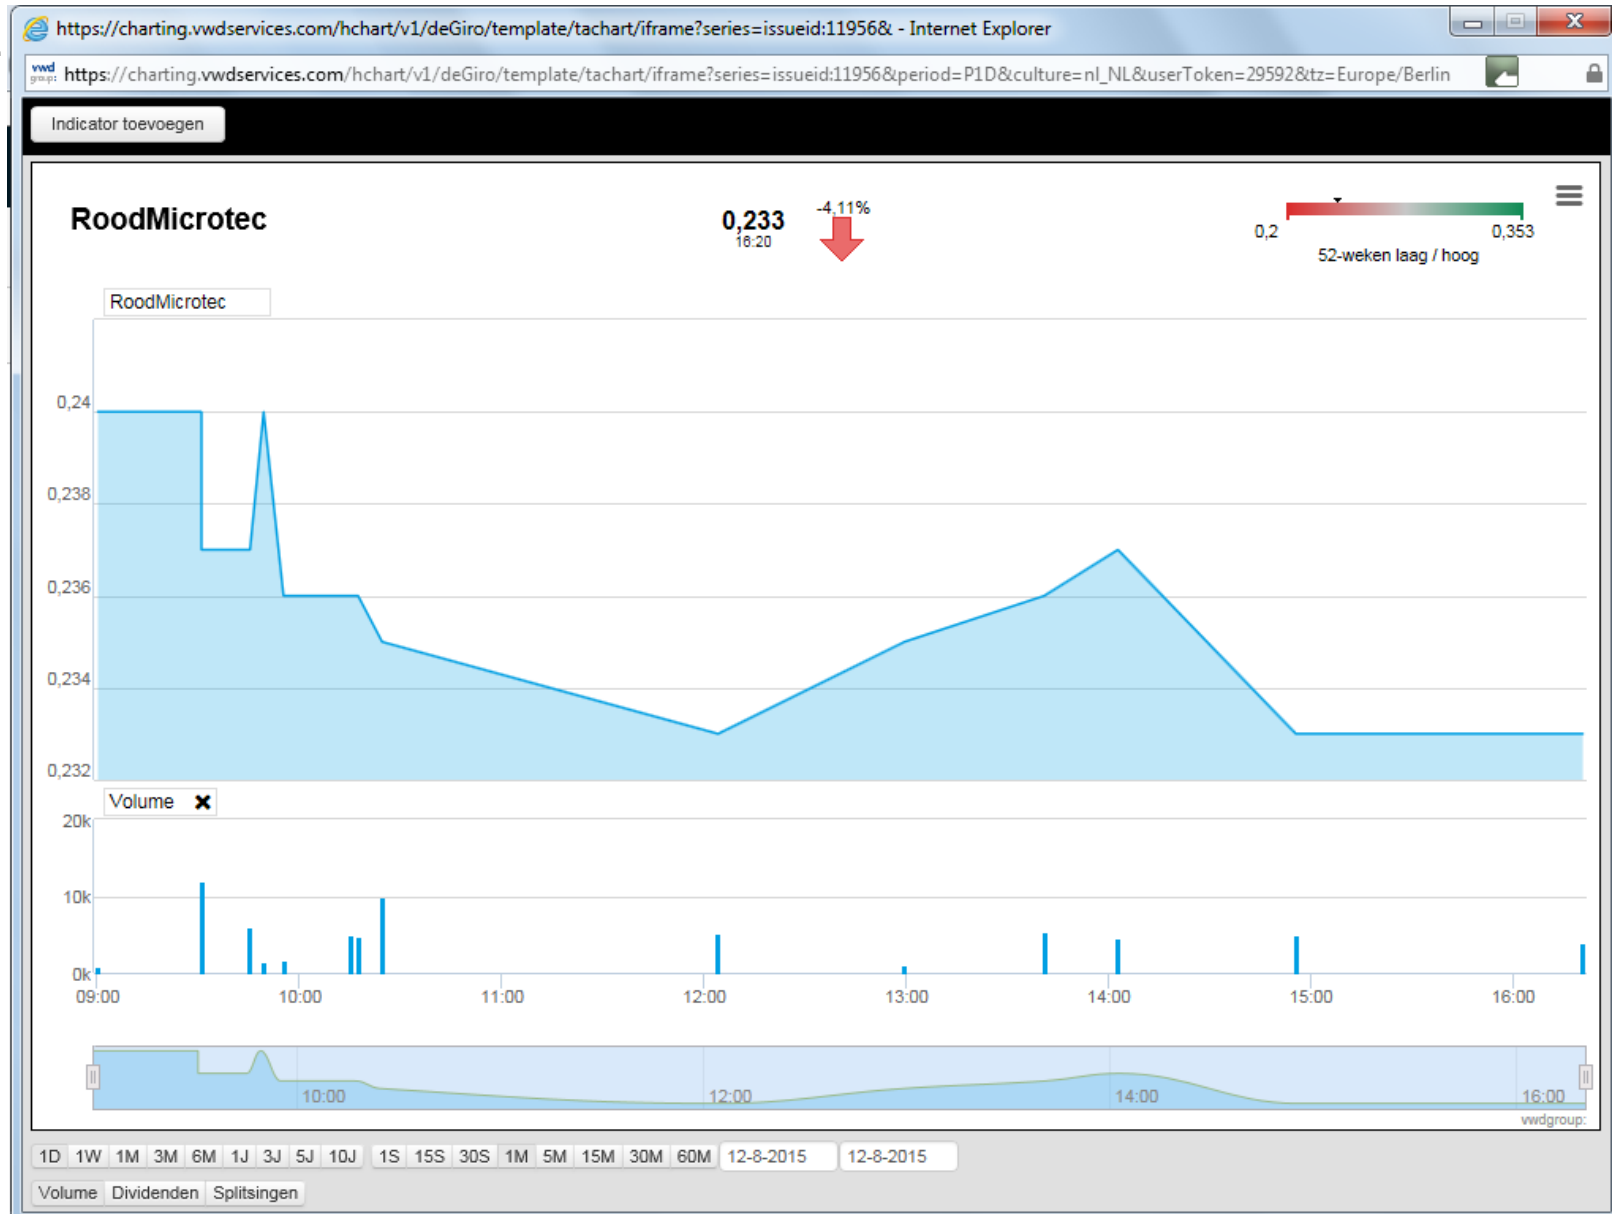 https://charting.vwdservices.com/hchart/v1/deGiro/template/tachart/iframe?series=issueid:11956& - Internet Explorer
vwd group: https://charting.vwdservices.com/hchart/v1/deGiro/template/tachart/iframe?series=issueid:11956&period=P1D&culture=nl_NL&userToken=29592&tz=Europe/Berlin
Indicator toevoegen
RoodMicrotec
0,233
16:20
-4,11%
0,2
0,353
52-weken laag / hoog
RoodMicrotec
0,24
0,238
0,236
0,234
0,232
Volume
20k
10k
0k
09:00 10:00 11:00 12:00 13:00 14:00 15:00 16:00
10:00 12:00 14:00 16:00
vwdgroup:
1D 1W 1M 3M 6M 1J 3J 5J 10J 1S 15S 30S 1M 5M 15M 30M 60M 12-8-2015 12-8-2015
Volume Dividenden Splitsingen